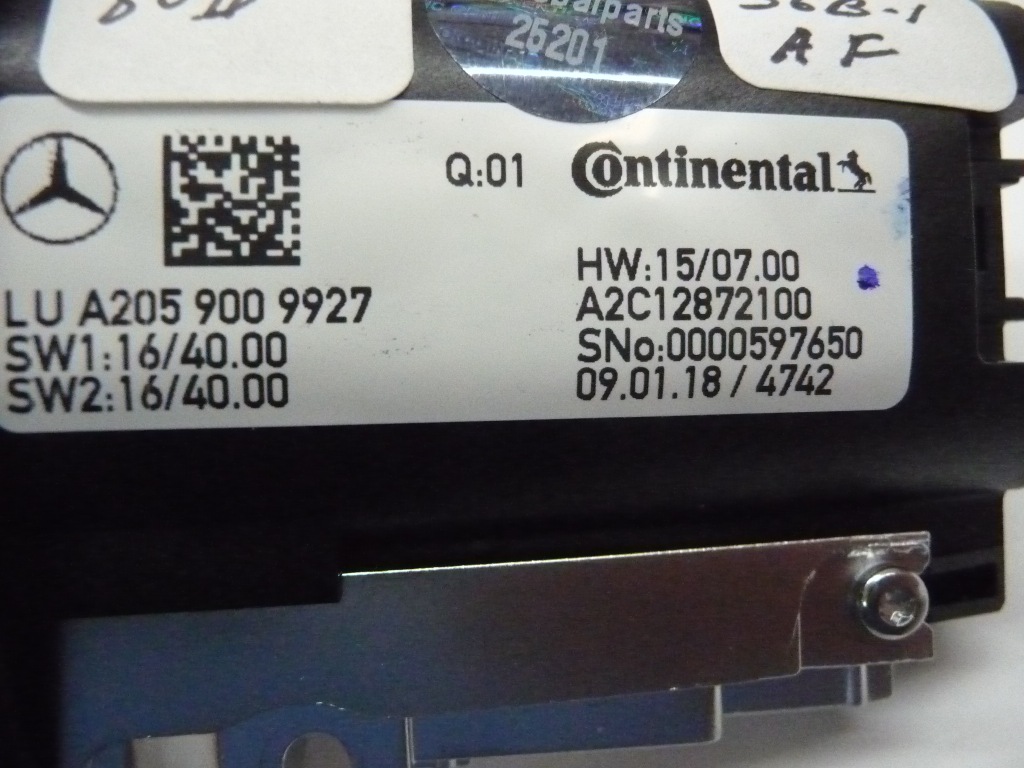 balparts
25201
A F
Q:01
Continental
HW:15/07.00
LU A205 900 9927
A2C12872100
SW1:16/40.00
SNo:0000597650
SW2:16/40.00
09.01.18 / 4742